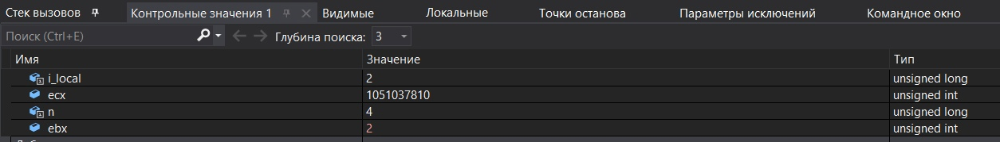 Стек вызовов Контрольные значения 1 Видимые Локальные Точки останова Параметры исключений Командное окно
Поиск (Ctrl+E) Глубина поиска: 3
Имя Значение Тип
i_local 2 unsigned long
ecx 1051037810 unsigned int
n 4 unsigned long
ebx 2 unsigned int